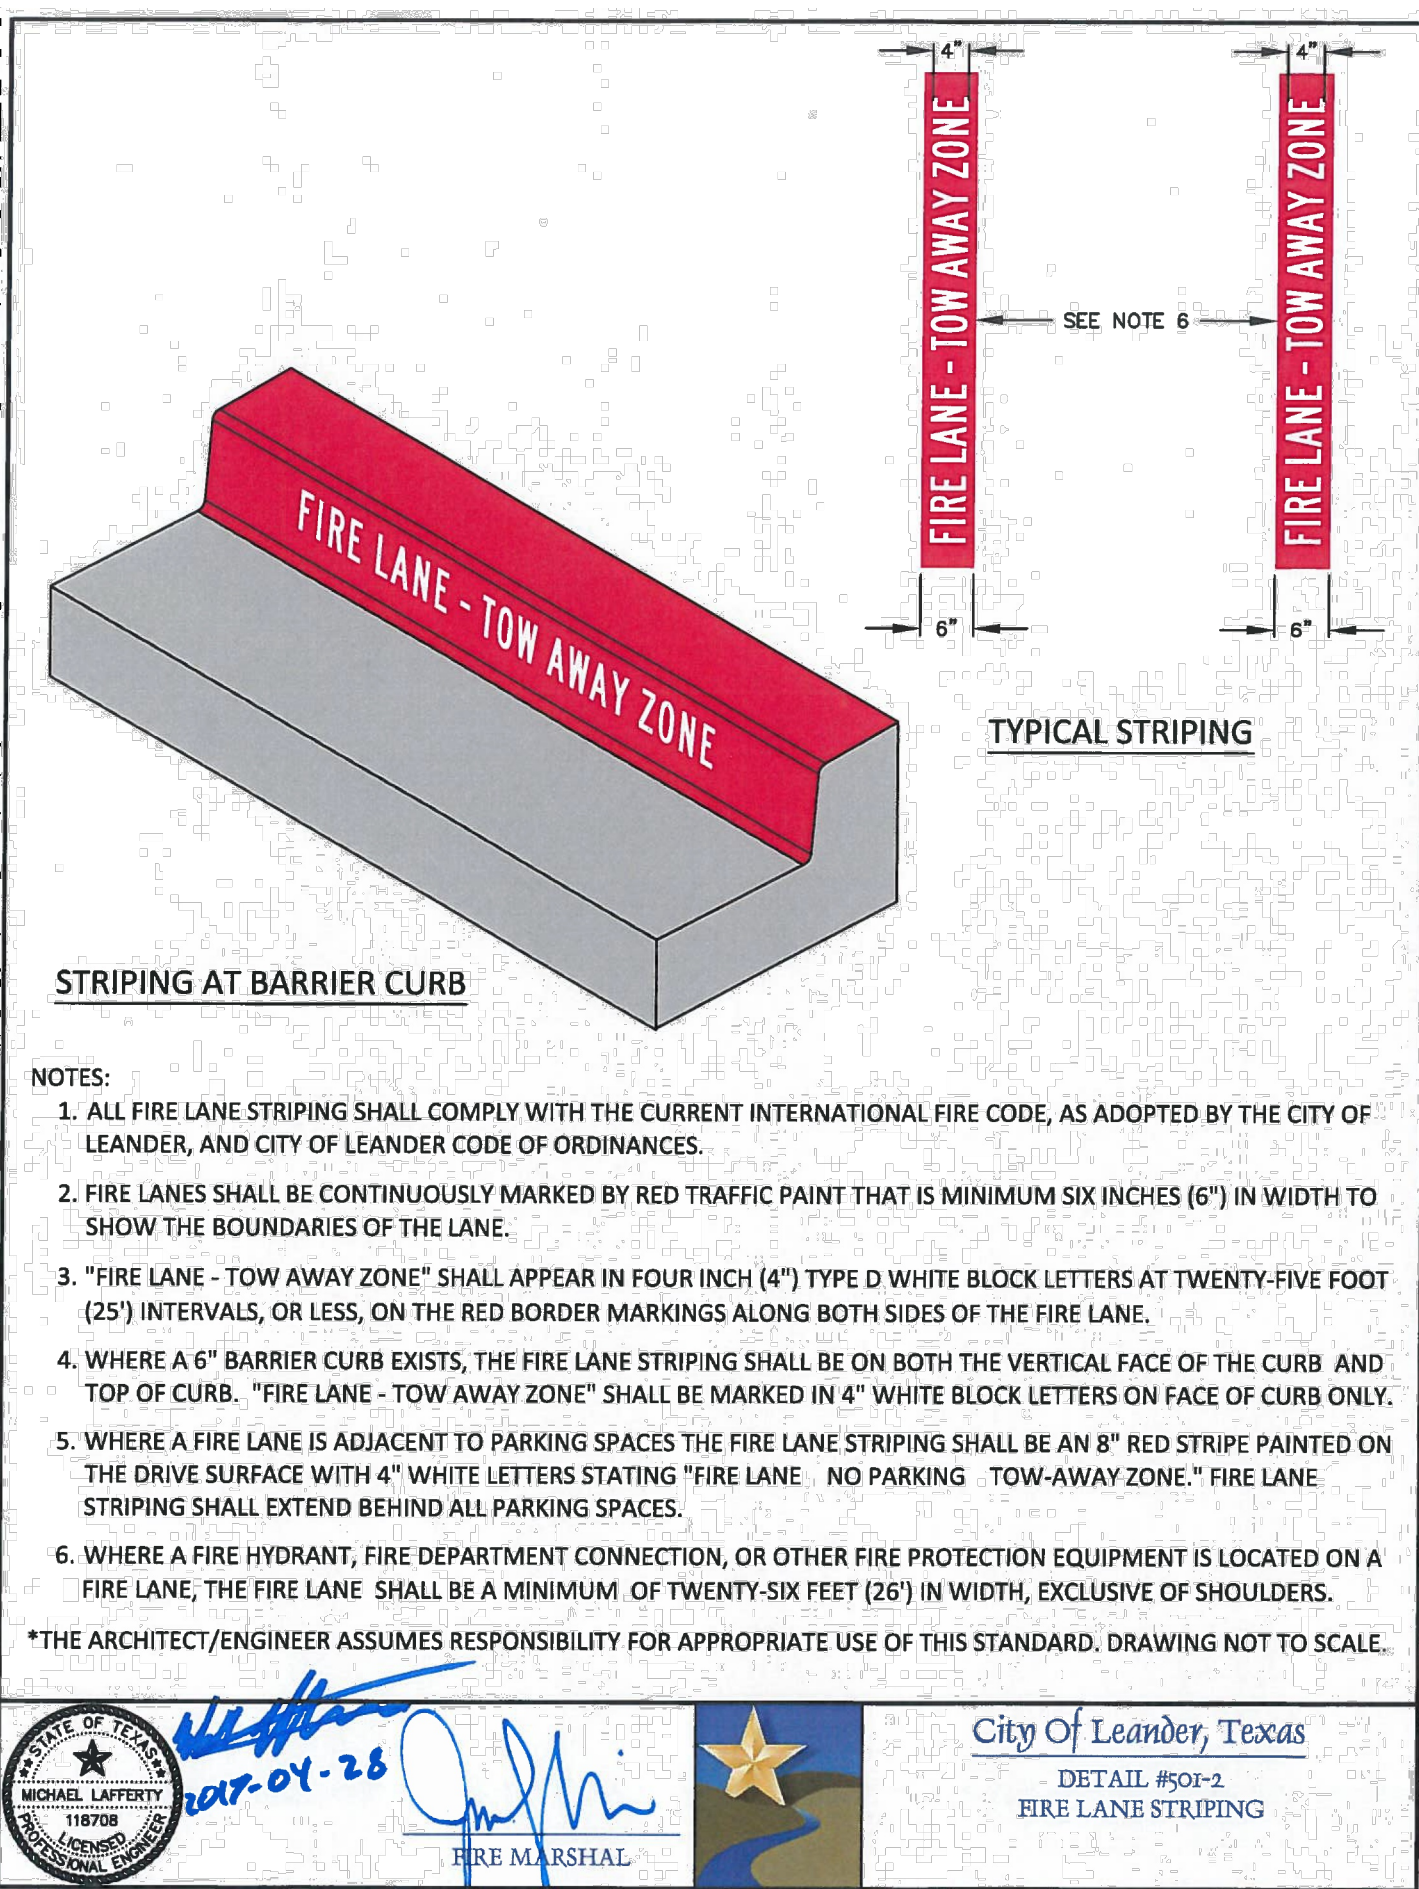 4" 4"
FIRE LANE - TOW AWAY ZONE
FIRE LANE - TOW AWAY ZONE
SEE NOTE 6
6" 6"
TYPICAL STRIPING
FIRE LANE - TOW AWAY ZONE
STRIPING AT BARRIER CURB
NOTES:
1. ALL FIRE LANE STRIPING SHALL COMPLY WITH THE CURRENT INTERNATIONAL FIRE CODE, AS ADOPTED BY THE CITY OF
LEANDER, AND CITY OF LEANDER CODE OF ORDINANCES.
2. FIRE LANES SHALL BE CONTINUOUSLY MARKED BY RED TRAFFIC PAINT THAT IS MINIMUM SIX INCHES (6") IN WIDTH TO
SHOW THE BOUNDARIES OF THE LANE.
3. "FIRE LANE - TOW AWAY ZONE" SHALL APPEAR IN FOUR INCH (4") TYPE D WHITE BLOCK LETTERS AT TWENTY-FIVE FOOT
(25') INTERVALS, OR LESS, ON THE RED BORDER MARKINGS ALONG BOTH SIDES OF THE FIRE LANE.
4. WHERE A 6" BARRIER CURB EXISTS, THE FIRE LANE STRIPING SHALL BE ON BOTH THE VERTICAL FACE OF THE CURB AND
TOP OF CURB. "FIRE LANE - TOW AWAY ZONE" SHALL BE MARKED IN 4" WHITE BLOCK LETTERS ON FACE OF CURB ONLY.
5. WHERE A FIRE LANE IS ADJACENT TO PARKING SPACES THE FIRE LANE STRIPING SHALL BE AN 8" RED STRIPE PAINTED ON
THE DRIVE SURFACE WITH 4" WHITE LETTERS STATING "FIRE LANE NO PARKING TOW-AWAY ZONE." FIRE LANE
STRIPING SHALL EXTEND BEHIND ALL PARKING SPACES.
6. WHERE A FIRE HYDRANT, FIRE DEPARTMENT CONNECTION, OR OTHER FIRE PROTECTION EQUIPMENT IS LOCATED ON A
FIRE LANE, THE FIRE LANE SHALL BE A MINIMUM OF TWENTY-SIX FEET (26') IN WIDTH, EXCLUSIVE OF SHOULDERS.
*THE ARCHITECT/ENGINEER ASSUMES RESPONSIBILITY FOR APPROPRIATE USE OF THIS STANDARD. DRAWING NOT TO SCALE.
STATE OF TEXAS
MICHAEL LAFFERTY
118708
LICENSED
PROFESSIONAL ENGINEER
2017-04-28
FIRE MARSHAL
City Of Leander, Texas
DETAIL #501-2
FIRE LANE STRIPING